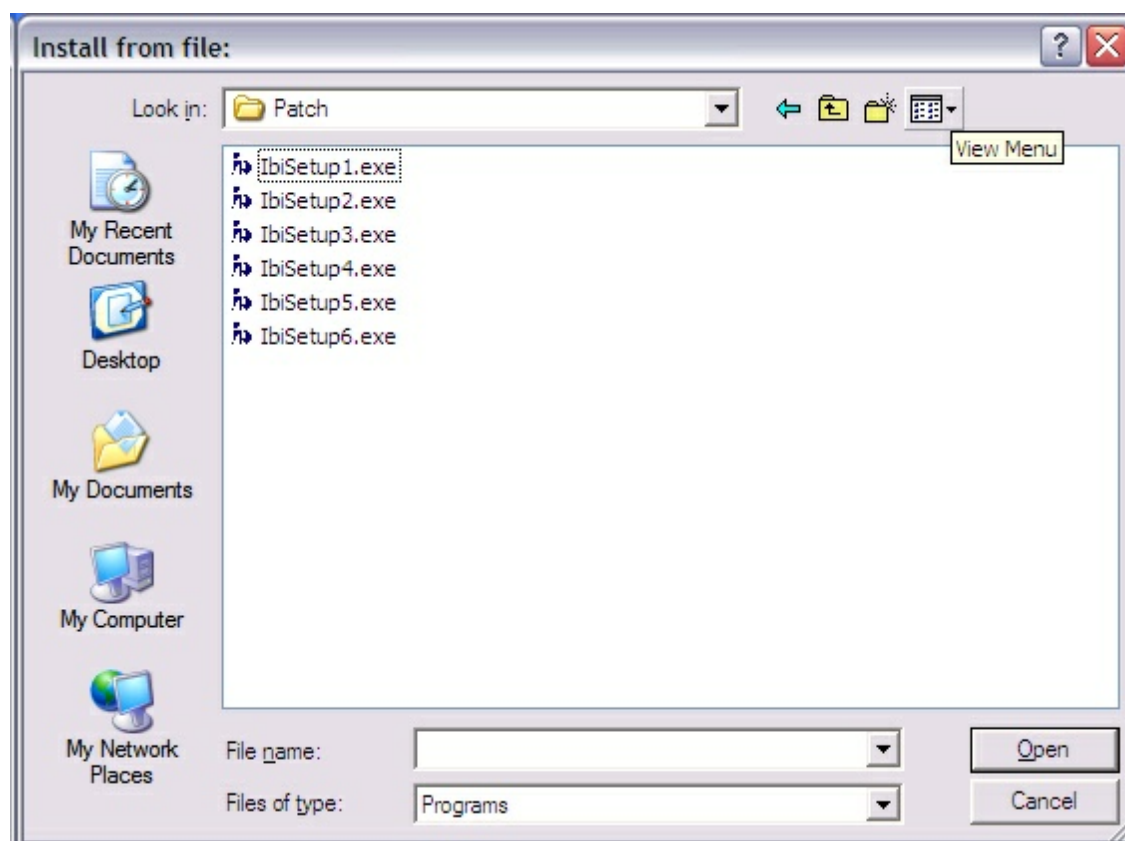 Install from file:
Look in: Patch
View Menu
IbiSetup1.exe
IbiSetup2.exe
IbiSetup3.exe
IbiSetup4.exe
IbiSetup5.exe
IbiSetup6.exe
My Recent
Documents
Desktop
My Documents
My Computer
My Network
Places
File name:
Open
Files of type: Programs
Cancel